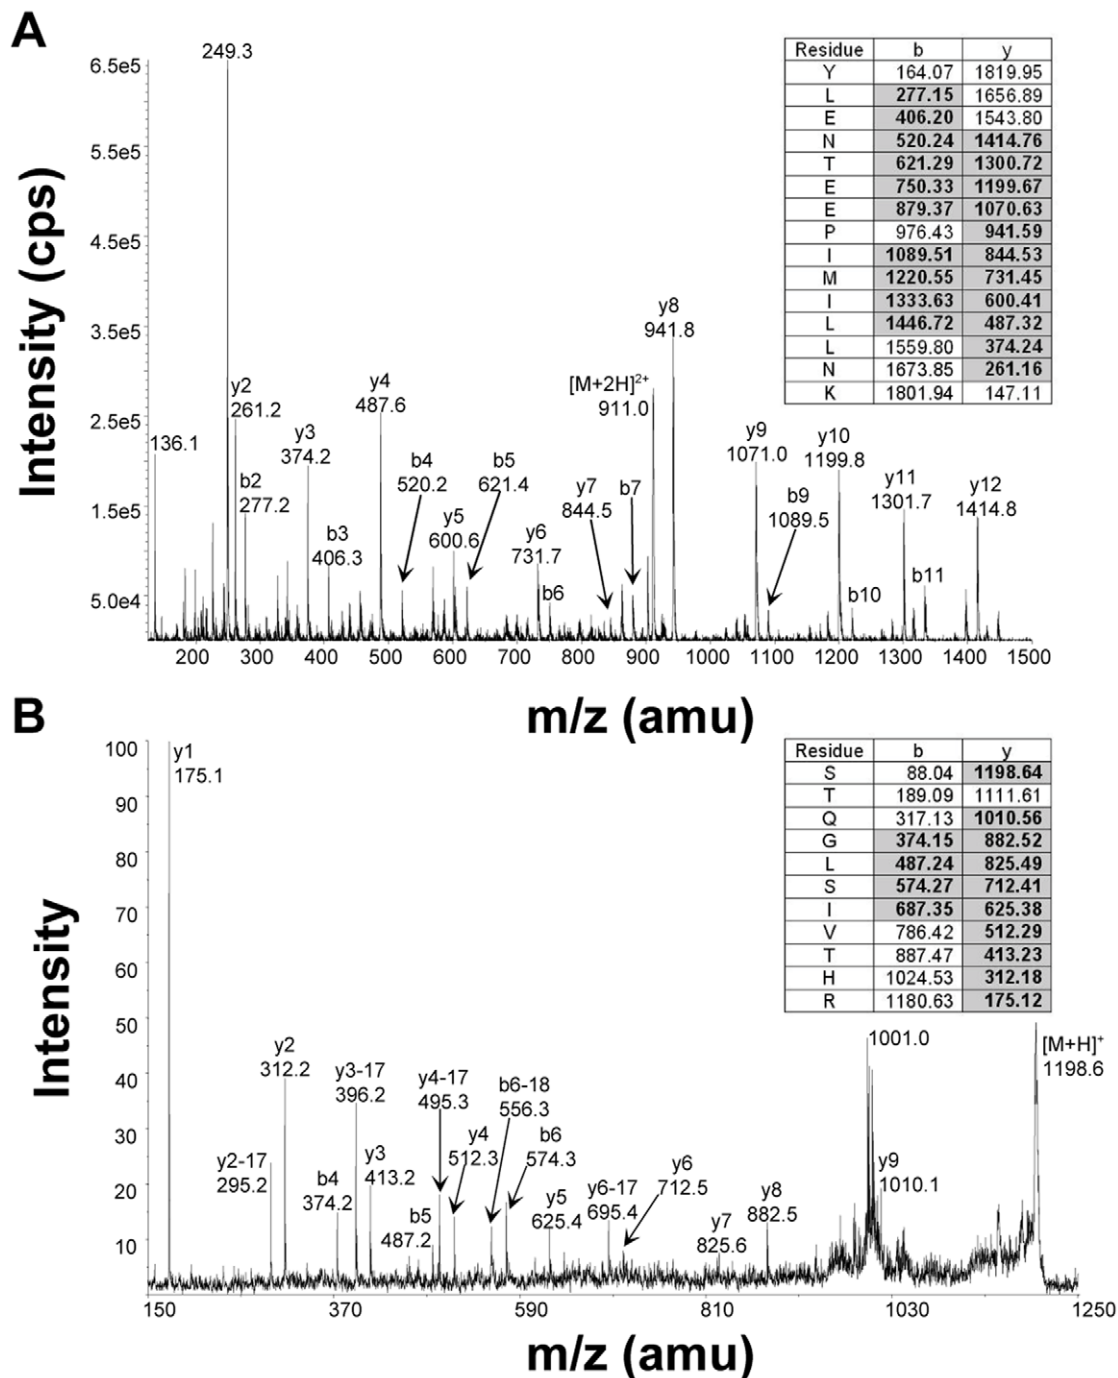 A
Intensity (cps)
6.5e5
5.5e5
4.5e5
3.5e5
2.5e5
1.5e5
5.0e4
249.3
136.1
y2
261.2
b2
277.2
y3
374.2
b3
406.3
y4
487.6
b4
520.2
y5
600.6
b5
621.4
y6
731.7
b6
y7
844.5
b7
[M+2H]2+
911.0
y8
941.8
y9
1071.0
b9
1089.5
y10
1199.8
b10
y11
1301.7
b11
y12
1414.8
200 300 400 500 600 700 800 900 1000 1100 1200 1300 1400 1500
m/z (amu)
Residue b y
Y 164.07 1819.95
L 277.15 1656.89
E 406.20 1543.80
N 520.24 1414.76
T 621.29 1300.72
E 750.33 1199.67
E 879.37 1070.63
P 976.43 941.59
I 1089.51 844.53
M 1220.55 731.45
I 1333.63 600.41
L 1446.72 487.32
L 1559.80 374.24
N 1673.85 261.16
K 1801.94 147.11
B
Intensity
100
90
80
70
60
50
40
30
20
10
y1
175.1
y2-17
295.2
y2
312.2
b4
374.2
y3-17
396.2
y3
413.2
b5
487.2
y4-17
495.3
y4
512.3
b6-18
556.3
b6
574.3
y5
625.4
y6-17
695.4
y6
712.5
y7
825.6
y8
882.5
1001.0
y9
1010.1
[M+H]+
1198.6
150 370 590 810 1030 1250
m/z (amu)
Residue b y
S 88.04 1198.64
T 189.09 1111.61
Q 317.13 1010.56
G 374.15 882.52
L 487.24 825.49
S 574.27 712.41
I 687.35 625.38
V 786.42 512.29
T 887.47 413.23
H 1024.53 312.18
R 1180.63 175.12